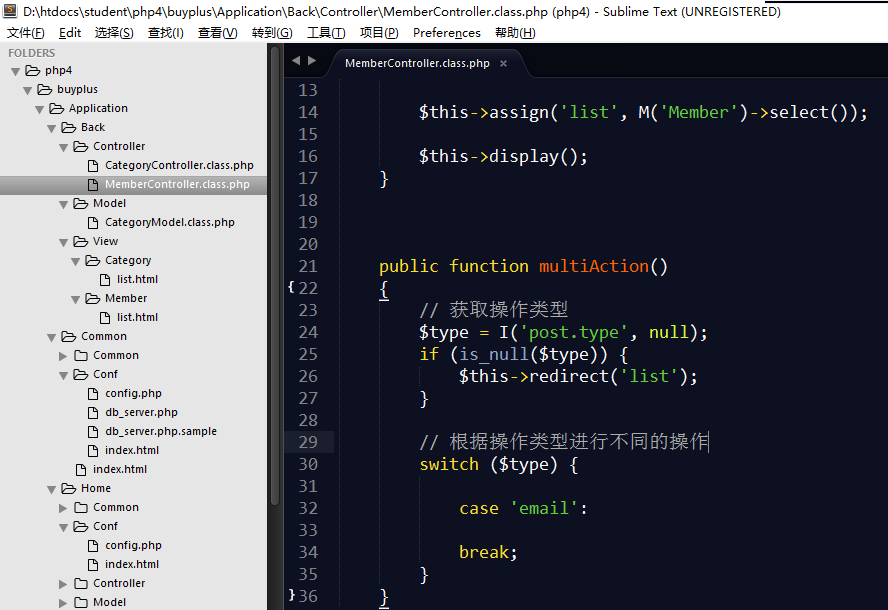 D:\htdocs\student\php4\buyplus\Application\Back\Controller\MemberController.class.php (php4) - Sublime Text (UNREGISTERED)
文件(F) Edit 选择(S) 查找(I) 查看(V) 转到(G) 工具(T) 项目(P) Preferences 帮助(H)
FOLDERS
php4
buyplus
Application
Back
Controller
CategoryController.class.php
MemberController.class.php
Model
CategoryModel.class.php
View
Category
list.html
Member
list.html
Common
Common
Conf
config.php
db_server.php
db_server.php.sample
index.html
index.html
Home
Common
Conf
config.php
index.html
Controller
Model
MemberController.class.php ×
13
14 $this->assign('list', M('Member')->select());
15
16 $this->display();
17 }
18
19
20
21 public function multiAction()
22 {
23 // 获取操作类型
24 $type = I('post.type', null);
25 if (is_null($type)) {
26 $this->redirect('list');
27 }
28
29 // 根据操作类型进行不同的操作
30 switch ($type) {
31
32 case 'email':
33
34 break;
35 }
36 }